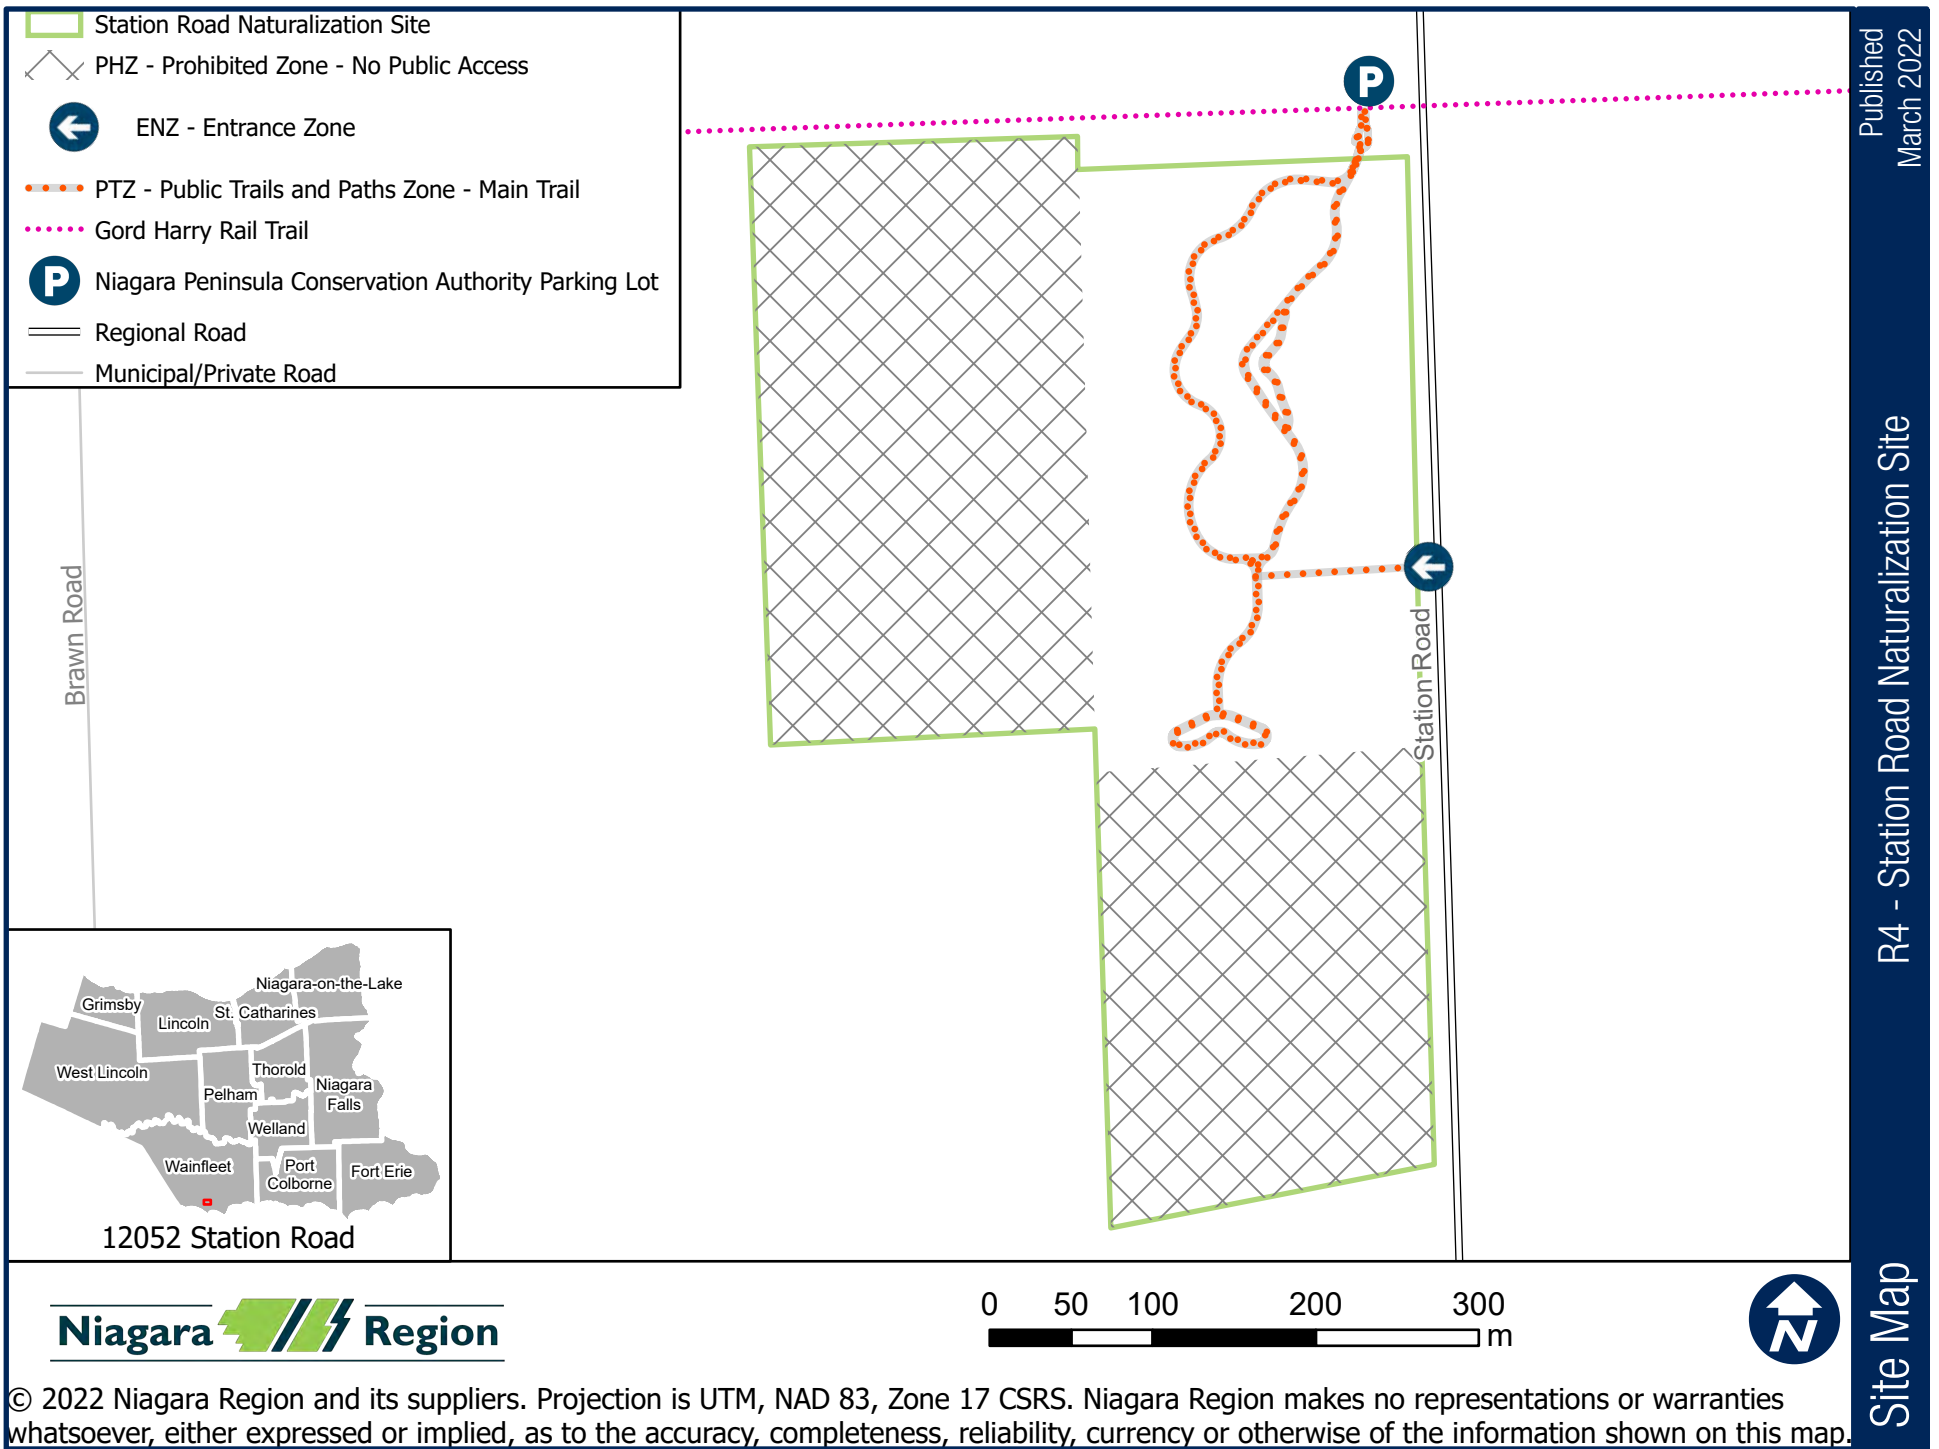 Station Road Naturalization Site
PHZ - Prohibited Zone - No Public Access
ENZ - Entrance Zone
PTZ - Public Trails and Paths Zone - Main Trail
Gord Harry Rail Trail
P
Niagara Peninsula Conservation Authority Parking Lot
Regional Road
Municipal/Private Road
P
Brawn Road
Station Road
Niagara-on-the-Lake
Grimsby
St. Catharines
Lincoln
West Lincoln
Thorold
Pelham
Niagara
Falls
Welland
Wainfleet
Port
Colborne
Fort Erie
12052 Station Road
Niagara Region
0 50 100 200 300
m
N
© 2022 Niagara Region and its suppliers. Projection is UTM, NAD 83, Zone 17 CSRS. Niagara Region makes no representations or warranties
whatsoever, either expressed or implied, as to the accuracy, completeness, reliability, currency or otherwise of the information shown on this map.
Published
March 2022
R4 - Station Road Naturalization Site
Site Map